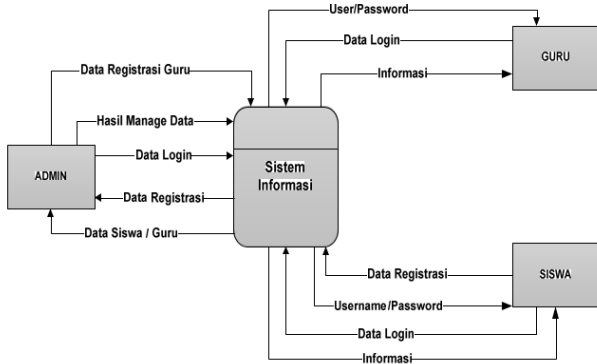 User/Password
Data Login
GURU
Data Registrasi Guru
Informasi
Hasil Manage Data
Data Login
Sistem
Informasi
ADMIN
Data Registrasi
Data Siswa / Guru
Data Registrasi
SISWA
Username/Password
Data Login
Informasi